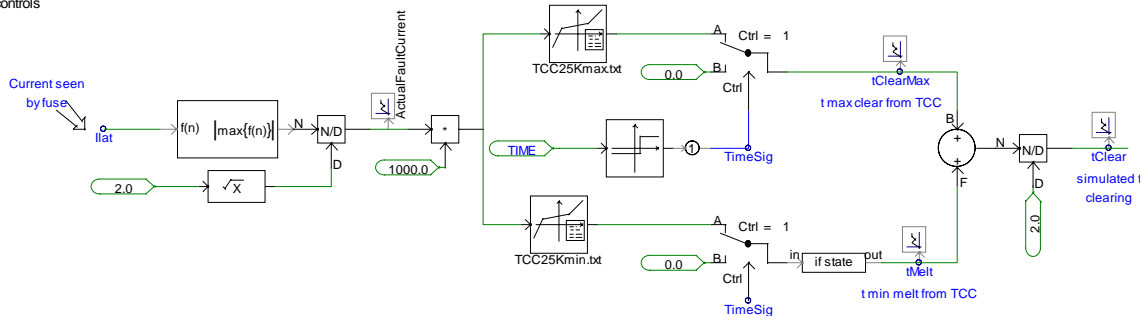 controls
Current seen
by fuse
Ilat
f(n)
|max{f(n)}|
N
N/D
D
2.0
√X
ActualFaultCurrent
*
1000.0
TCC25Kmax.txt
A
Ctrl = 1
0.0
B
Ctrl
TIME
1
TimeSig
TCC25Kmin.txt
A
Ctrl = 1
0.0
B
Ctrl
TimeSig
in
if state
out
tClearMax
t max clear from TCC
tMelt
t min melt from TCC
B
+
+
F
N
N/D
D
2.0
tClear
simulated t
clearing